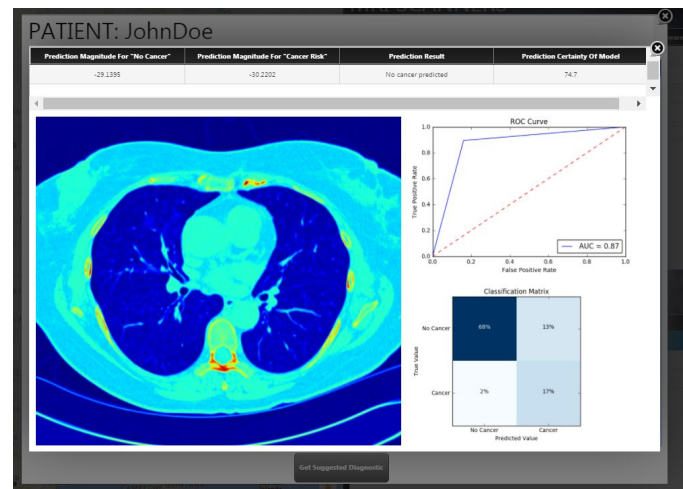 MRI SCANNERS
PATIENT: JohnDoe
Prediction Magnitude For "No Cancer" Prediction Magnitude For "Cancer Risk" Prediction Result Prediction Certainty Of Model
-29.1395 -30.2202 No cancer predicted 74.7
ROC Curve
1.0
0.8
0.6
0.4
0.2
0.0
True Positive Rate
AUC = 0.87
0.0 0.2 0.4 0.6 0.8 1.0
False Positive Rate
Classification Matrix
No Cancer 68% 13%
True Value
Cancer 2% 17%
No Cancer Cancer
Predicted Value
Get Suggested Diagnostic